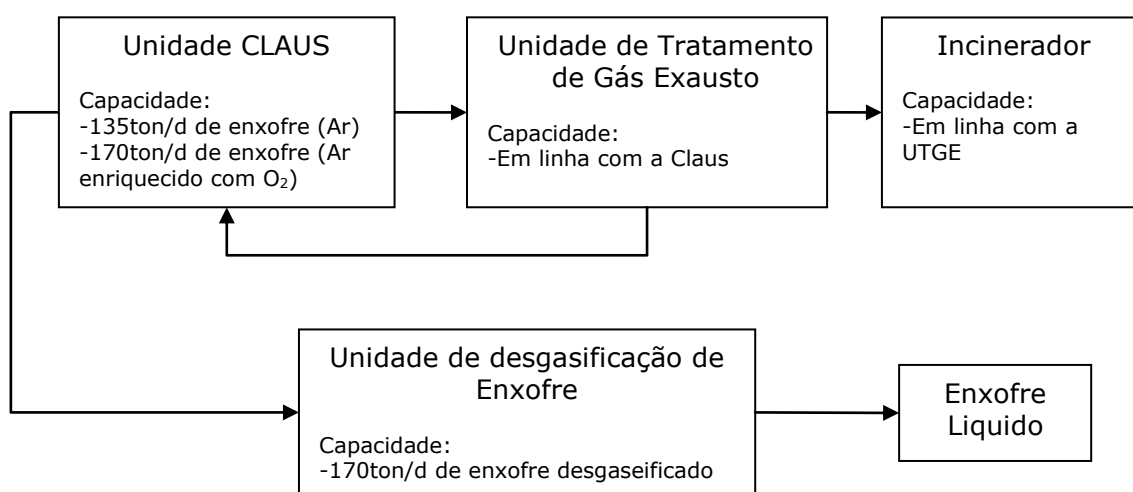 Unidade CLAUS
Capacidade:
-135ton/d de enxofre (Ar)
-170ton/d de enxofre (Ar
enriquecido com O₂)
Unidade de Tratamento
de Gás Exausto
Capacidade:
-Em linha com a Claus
Incinerador
Capacidade:
-Em linha com a
UTGE
Unidade de desgasificação de
Enxofre
Capacidade:
-170ton/d de enxofre desgaseificado
Enxofre
Liquido